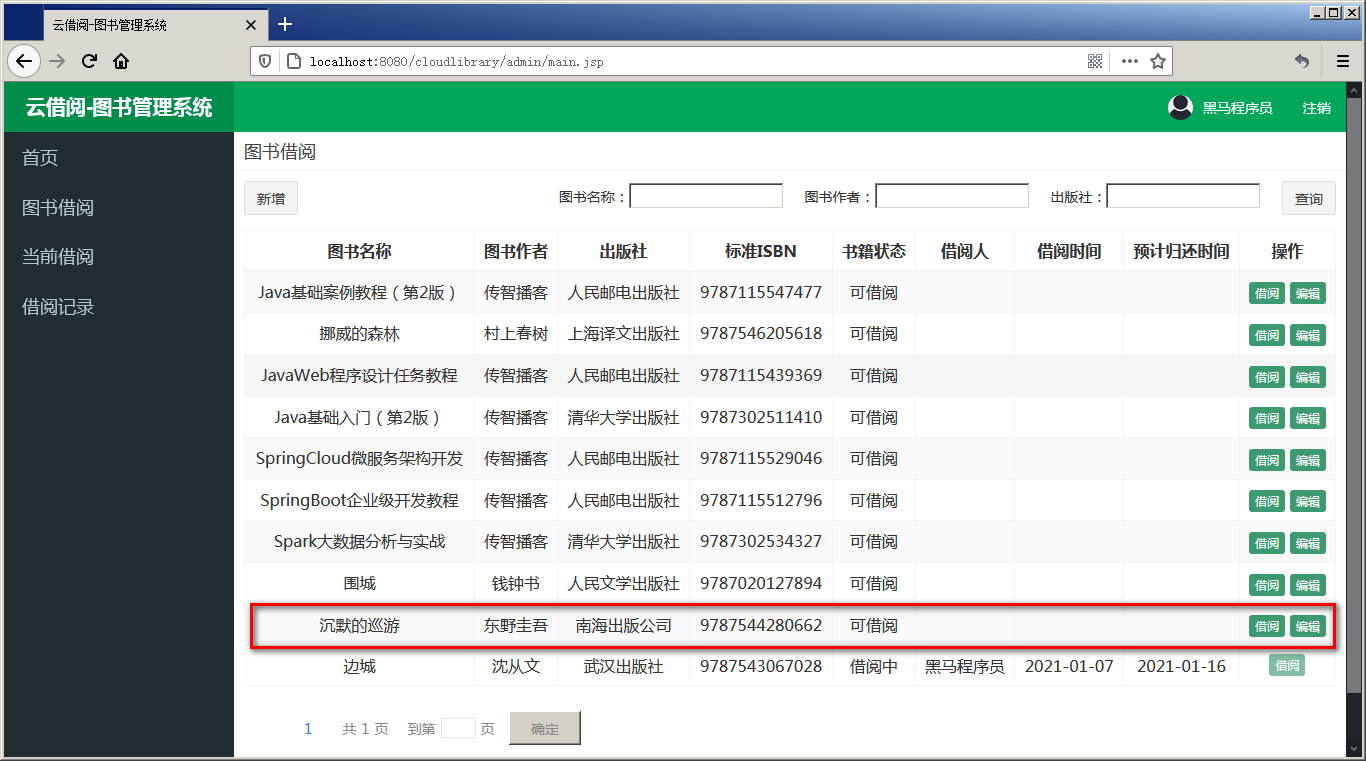 云借阅-图书管理系统
localhost:8080/cloudlibrary/admin/main.jsp
云借阅-图书管理系统 黑马程序员 注销
首页
图书借阅
当前借阅
借阅记录
图书借阅
新增 图书名称： 图书作者： 出版社： 查询
图书名称 图书作者 出版社 标准ISBN 书籍状态 借阅人 借阅时间 预计归还时间 操作
Java基础案例教程（第2版） 传智播客 人民邮电出版社 9787115547477 可借阅 借阅 编辑
挪威的森林 村上春树 上海译文出版社 9787546205618 可借阅 借阅 编辑
JavaWeb程序设计任务教程 传智播客 人民邮电出版社 9787115439369 可借阅 借阅 编辑
Java基础入门（第2版） 传智播客 清华大学出版社 9787302511410 可借阅 借阅 编辑
SpringCloud微服务架构开发 传智播客 人民邮电出版社 9787115529046 可借阅 借阅 编辑
SpringBoot企业级开发教程 传智播客 人民邮电出版社 9787115512796 可借阅 借阅 编辑
Spark大数据分析与实战 传智播客 清华大学出版社 9787302534327 可借阅 借阅 编辑
围城 钱钟书 人民文学出版社 9787020127894 可借阅 借阅 编辑
沉默的巡游 东野圭吾 南海出版公司 9787544280662 可借阅 借阅 编辑
边城 沈从文 武汉出版社 9787543067028 借阅中 黑马程序员 2021-01-07 2021-01-16 借阅
1 共 1 页 到第 页 确定